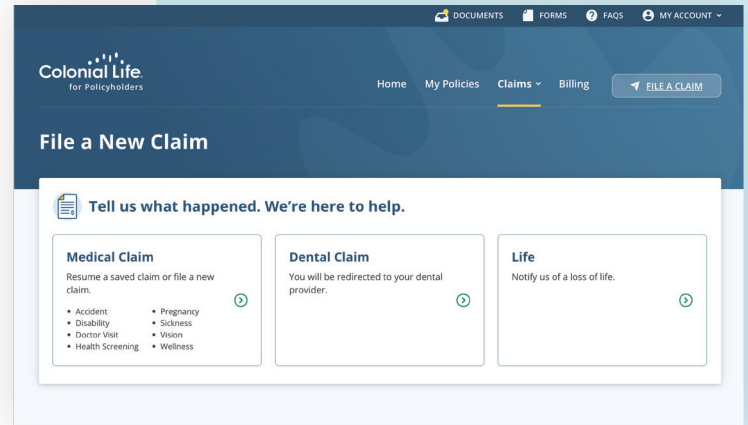 DOCUMENTS FORMS FAQS MY ACCOUNT
Colonial Life
for Policyholders
Home My Policies Claims Billing FILE A CLAIM
File a New Claim
Tell us what happened. We're here to help.
Medical Claim
Resume a saved claim or file a new
claim.
• Accident
• Disability
• Doctor Visit
• Health Screening
• Pregnancy
• Sickness
• Vision
• Wellness
Dental Claim
You will be redirected to your dental
provider.
Life
Notify us of a loss of life.